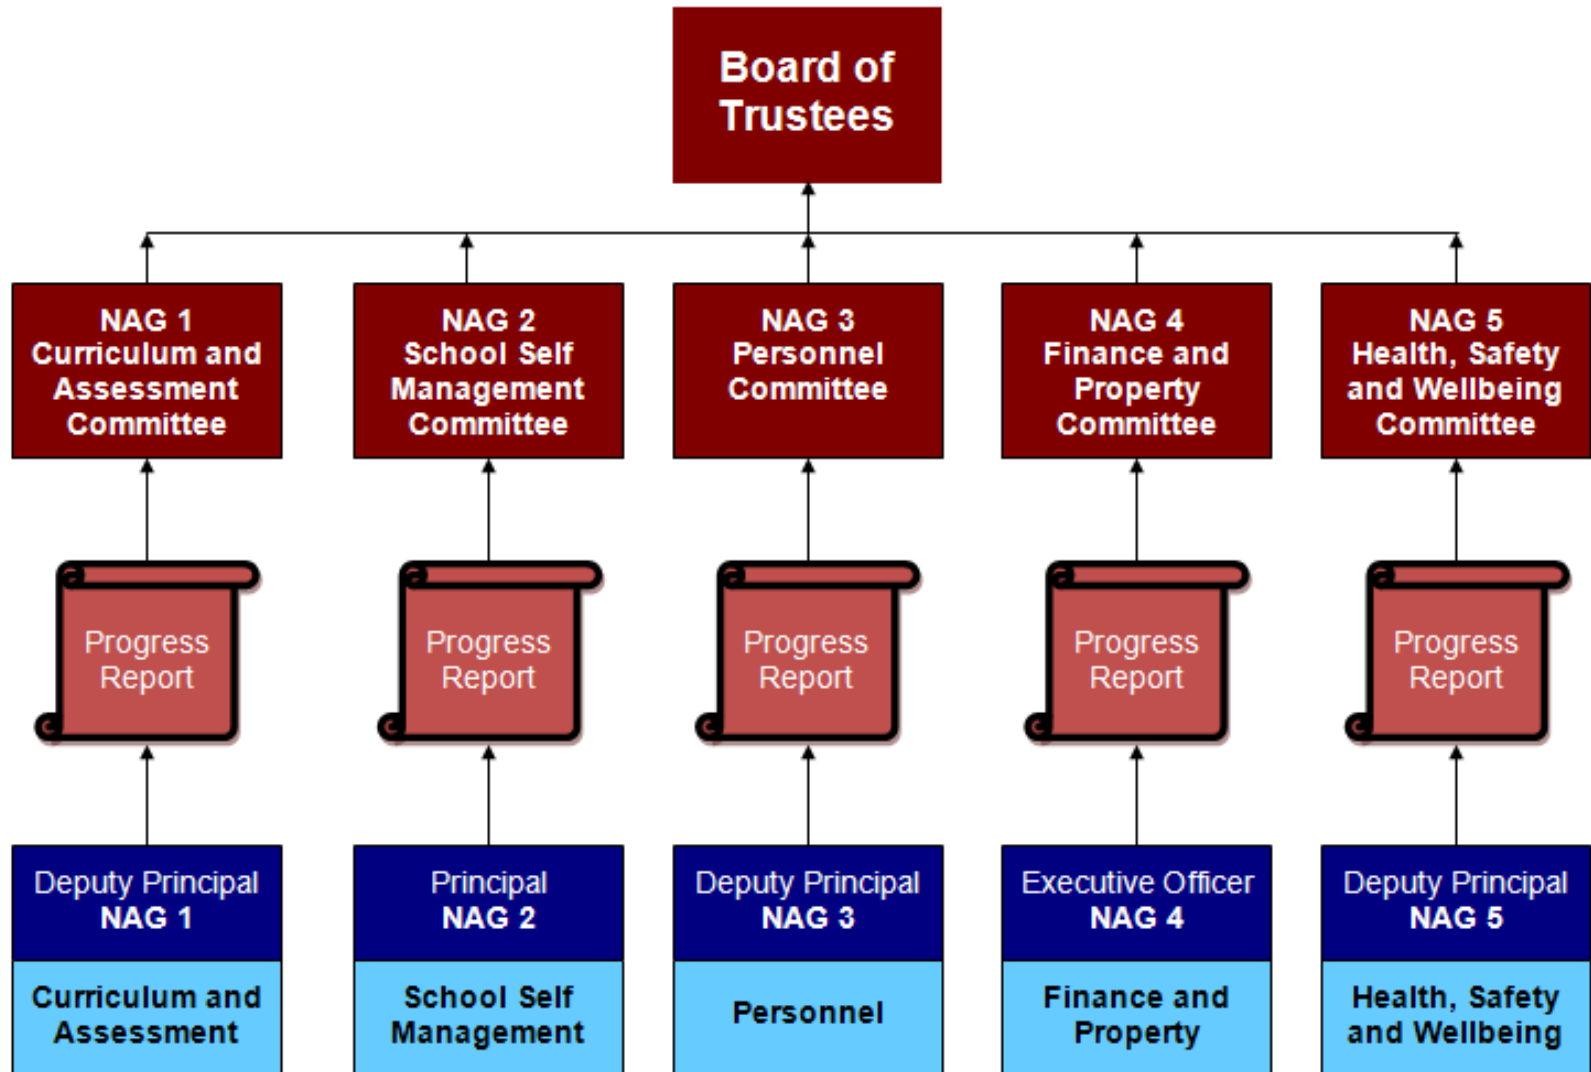 Board of
Trustees
NAG 1
Curriculum and
Assessment
Committee
NAG 2
School Self
Management
Committee
NAG 3
Personnel
Committee
NAG 4
Finance and
Property
Committee
NAG 5
Health, Safety
and Wellbeing
Committee
Progress
Report
Progress
Report
Progress
Report
Progress
Report
Progress
Report
Deputy Principal
NAG 1
Curriculum and
Assessment
Principal
NAG 2
School Self
Management
Deputy Principal
NAG 3
Personnel
Executive Officer
NAG 4
Finance and
Property
Deputy Principal
NAG 5
Health, Safety
and Wellbeing